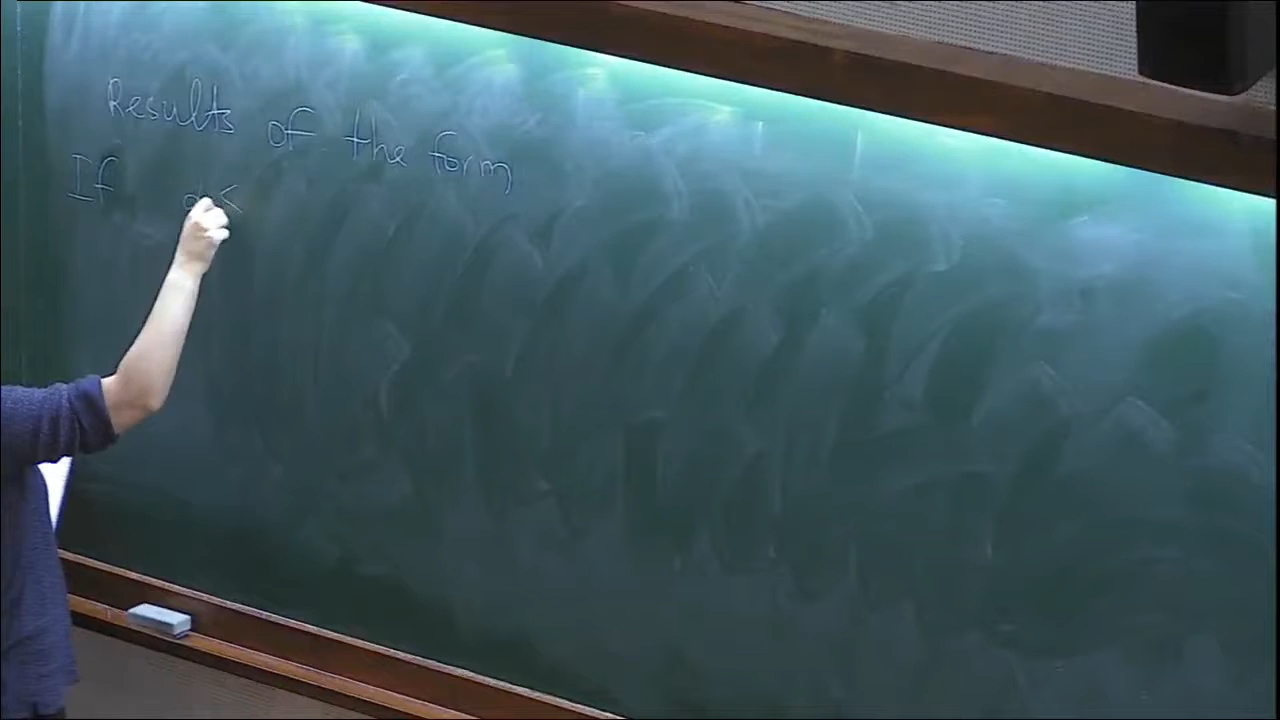 Results of the form
If <